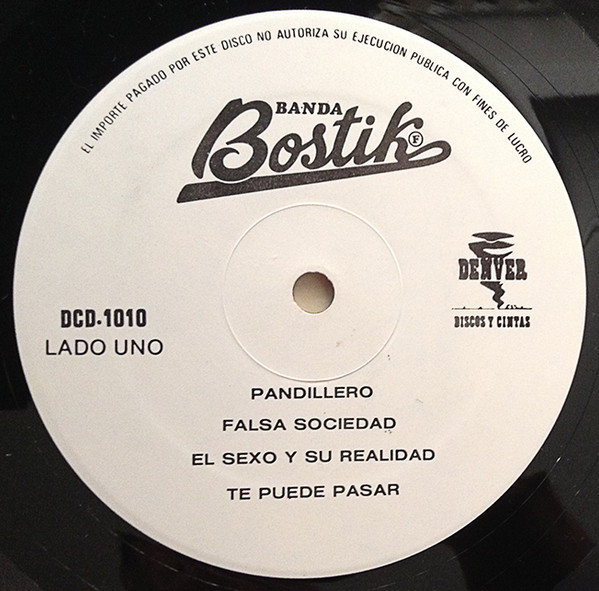 EL IMPORTE PAGADO POR ESTE DISCO NO AUTORIZA SU EJECUCION PUBLICA CON FINES DE LUCRO
BANDA
Bostik
F
DENVER
DISCOS Y CINTAS
DCD-1010
LADO UNO
PANDILLERO
FALSA SOCIEDAD
EL SEXO Y SU REALIDAD
TE PUEDE PASAR